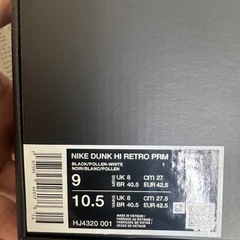 NIKE DUNK HI RETRO PRM
BLACK/POLLEN-WHITE
NOIR/BLANC/POLLEN
9 UK 8 cm 27
BR 40.5 EUR 42.5
10.5 UK 8 cm 27.5
BR 40.5 EUR 42.5
HJ4320 001
MADE IN VIETNAM